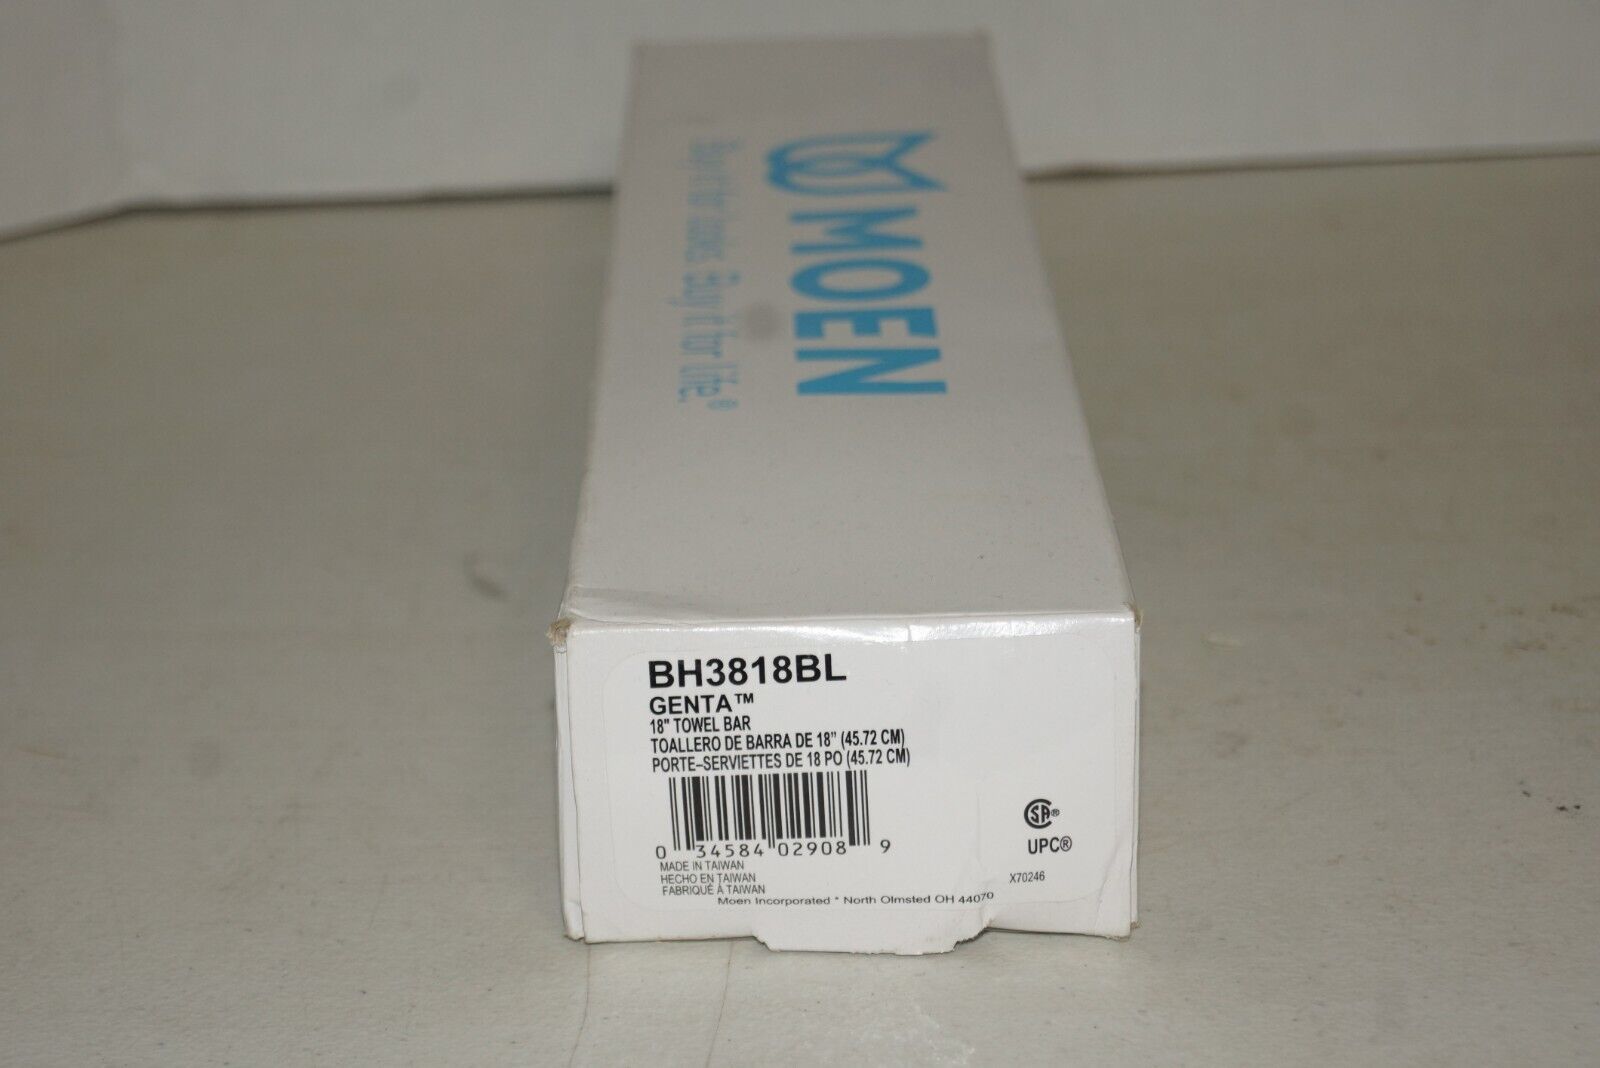 MOEN
Buy it for looks. Buy it for life.®
BH3818BL
GENTA™
18" TOWEL BAR
TOALLERO DE BARRA DE 18" (45.72 CM)
PORTE-SERVIETTES DE 18 PO (45.72 CM)
0 34584 02908 9
MADE IN TAIWAN
HECHO EN TAIWAN
FABRIQUÉ À TAIWAN
Moen Incorporated * North Olmsted OH 44070
SA®
UPC®
X70246